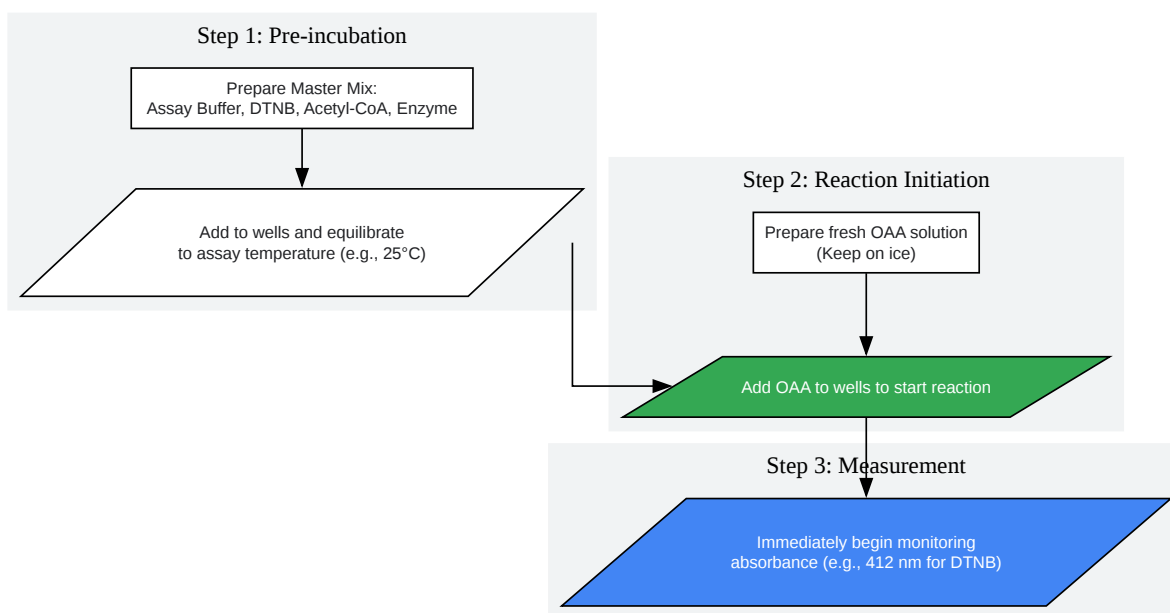 Step 1: Pre-incubation
Prepare Master Mix:
Assay Buffer, DTNB, Acetyl-CoA, Enzyme
Add to wells and equilibrate
to assay temperature (e.g., 25°C)
Step 2: Reaction Initiation
Prepare fresh OAA solution
(Keep on ice)
Add OAA to wells to start reaction
Step 3: Measurement
Immediately begin monitoring
absorbance (e.g., 412 nm for DTNB)